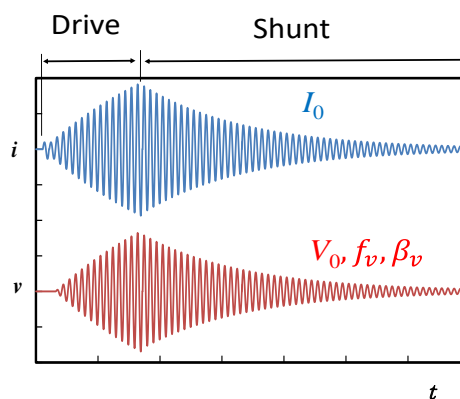 Drive Shunt
I₀
i
V₀, fᵥ, βᵥ
v
t